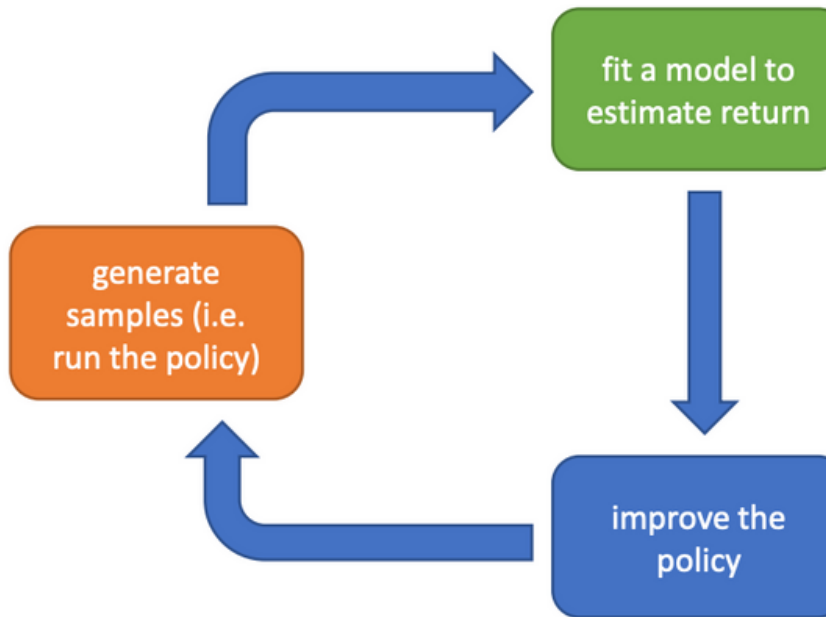 fit a model to
estimate return
generate
samples (i.e.
run the policy)
improve the
policy